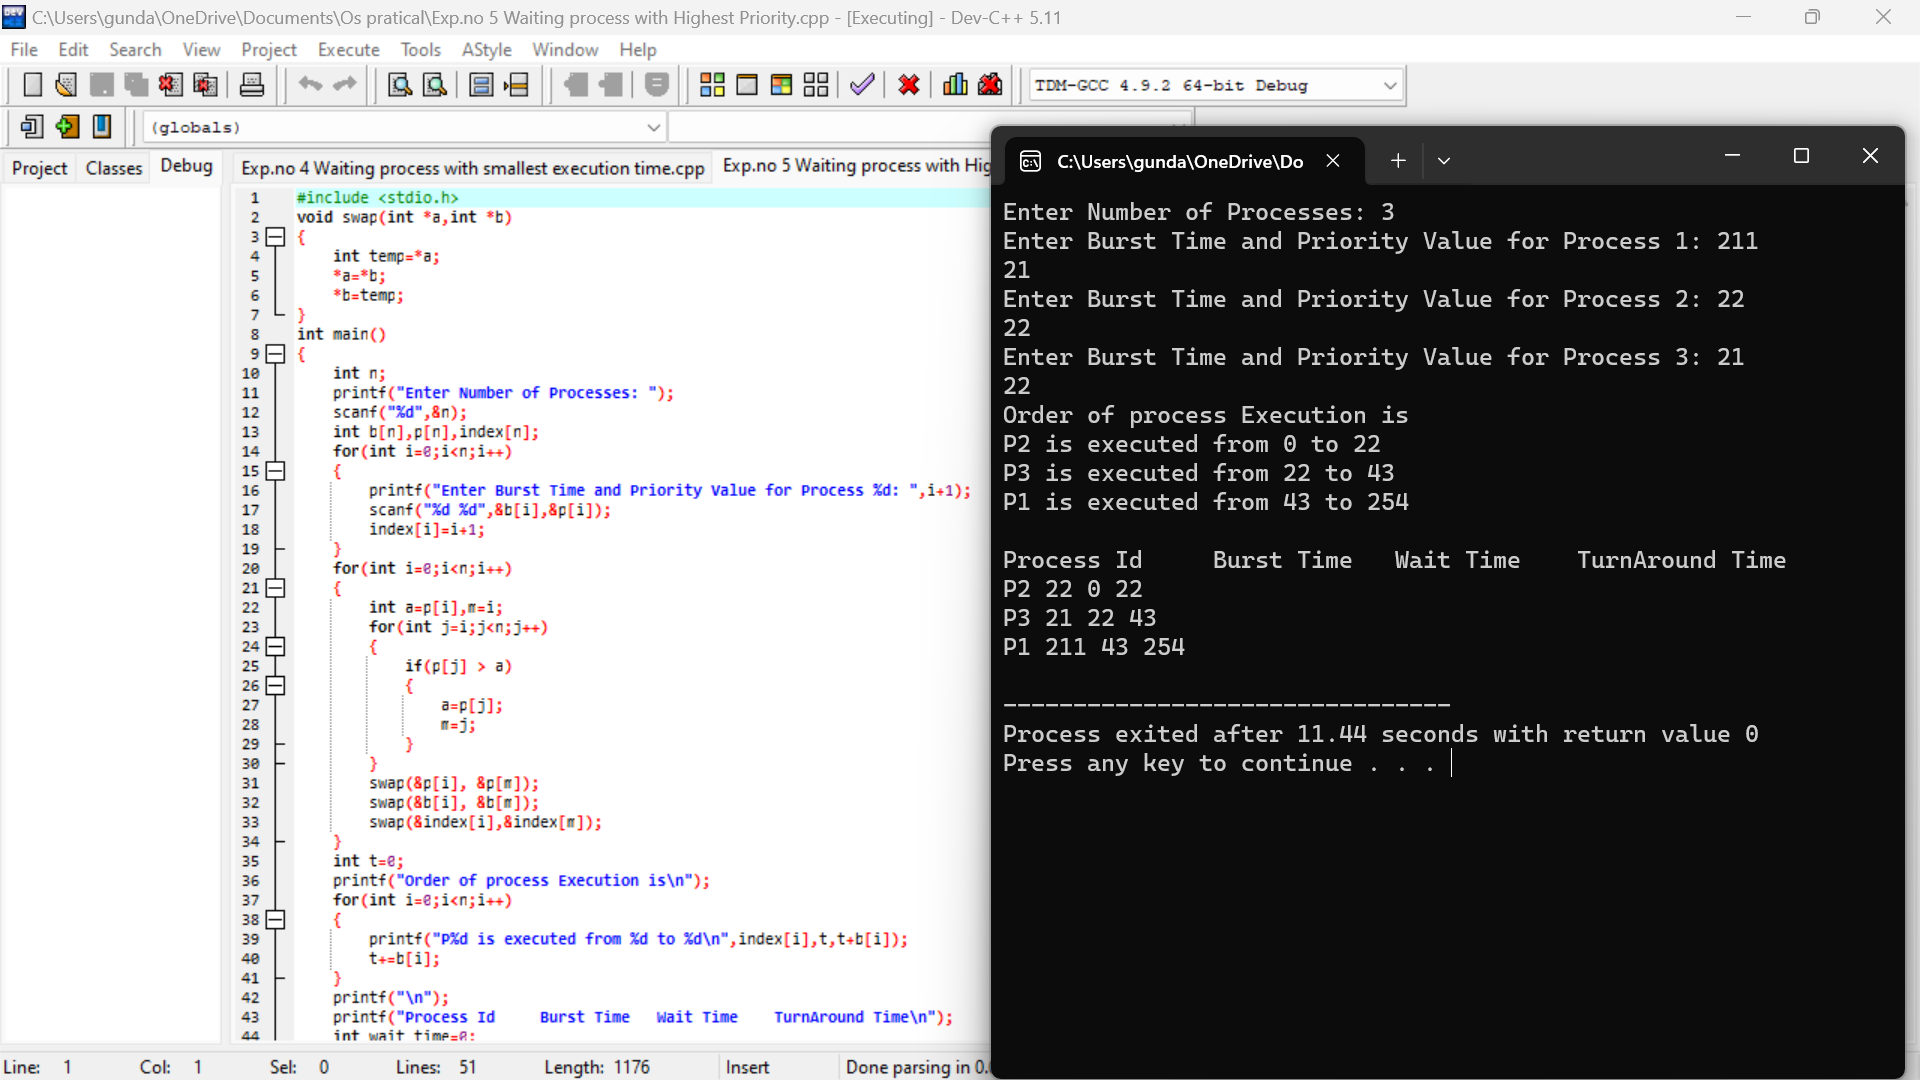 C:\Users\gunda\OneDrive\Documents\Os pratical\Exp.no 5 Waiting process with Highest Priority.cpp - [Executing] - Dev-C++ 5.11
File Edit Search View Project Execute Tools AStyle Window Help
TDM-GCC 4.9.2 64-bit Debug
(globals)
Project Classes Debug
Exp.no 4 Waiting process with smallest execution time.cpp
Exp.no 5 Waiting process with Hig
1 #include <stdio.h>
2 void swap(int *a,int *b)
3 {
4 int temp=*a;
5 *a=*b;
6 *b=temp;
7 }
8 int main()
9 {
10 int n;
11 printf("Enter Number of Processes: ");
12 scanf("%d",&n);
13 int b[n],p[n],index[n];
14 for(int i=0;i<n;i++)
15 {
16 printf("Enter Burst Time and Priority Value for Process %d: ",i+1);
17 scanf("%d %d",&b[i],&p[i]);
18 index[i]=i+1;
19 }
20 for(int i=0;i<n;i++)
21 {
22 int a=p[i],m=i;
23 for(int j=i;j<n;j++)
24 {
25 if(p[j] > a)
26 {
27 a=p[j];
28 m=j;
29 }
30 }
31 swap(&p[i], &p[m]);
32 swap(&b[i], &b[m]);
33 swap(&index[i],&index[m]);
34 }
35 int t=0;
36 printf("Order of process Execution is\n");
37 for(int i=0;i<n;i++)
38 {
39 printf("P%d is executed from %d to %d\n",index[i],t,t+b[i]);
40 t+=b[i];
41 }
42 printf("\n");
43 printf("Process Id     Burst Time   Wait Time    TurnAround Time\n");
44 int wait_time=0;
Line: 1 Col: 1 Sel: 0 Lines: 51 Length: 1176 Insert Done parsing in 0.
C:\Users\gunda\OneDrive\Do
Enter Number of Processes: 3
Enter Burst Time and Priority Value for Process 1: 211
21
Enter Burst Time and Priority Value for Process 2: 22
22
Enter Burst Time and Priority Value for Process 3: 21
22
Order of process Execution is
P2 is executed from 0 to 22
P3 is executed from 22 to 43
P1 is executed from 43 to 254
Process Id     Burst Time   Wait Time    TurnAround Time
P2 22 0 22
P3 21 22 43
P1 211 43 254
--------------------------------
Process exited after 11.44 seconds with return value 0
Press any key to continue . . .